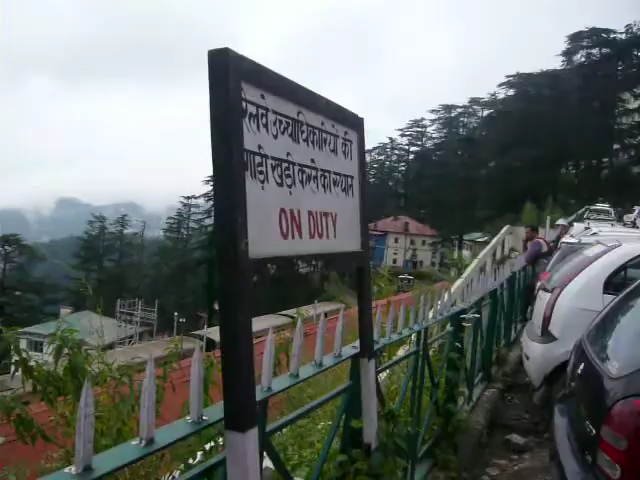 रेलवे उच्चाधिकारियों की
गाड़ी खड़ी करने का स्थान
ON DUTY